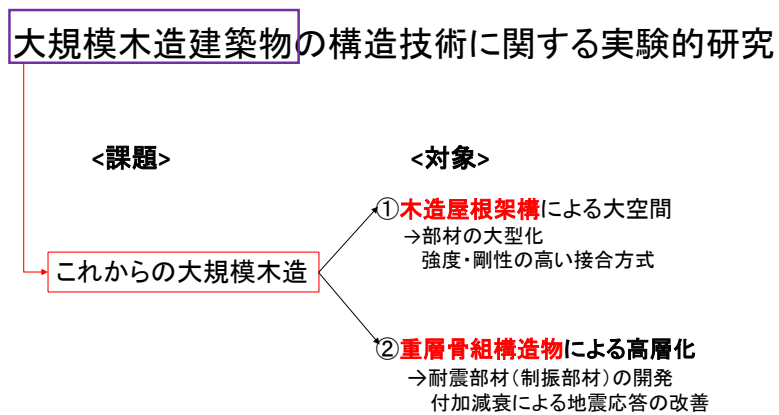 大規模木造建築物の構造技術に関する実験的研究
<課題>
<対象>
これからの大規模木造
①木造屋根架構による大空間
→部材の大型化
強度・剛性の高い接合方式
②重層骨組構造物による高層化
→耐震部材(制振部材)の開発
付加減衰による地震応答の改善